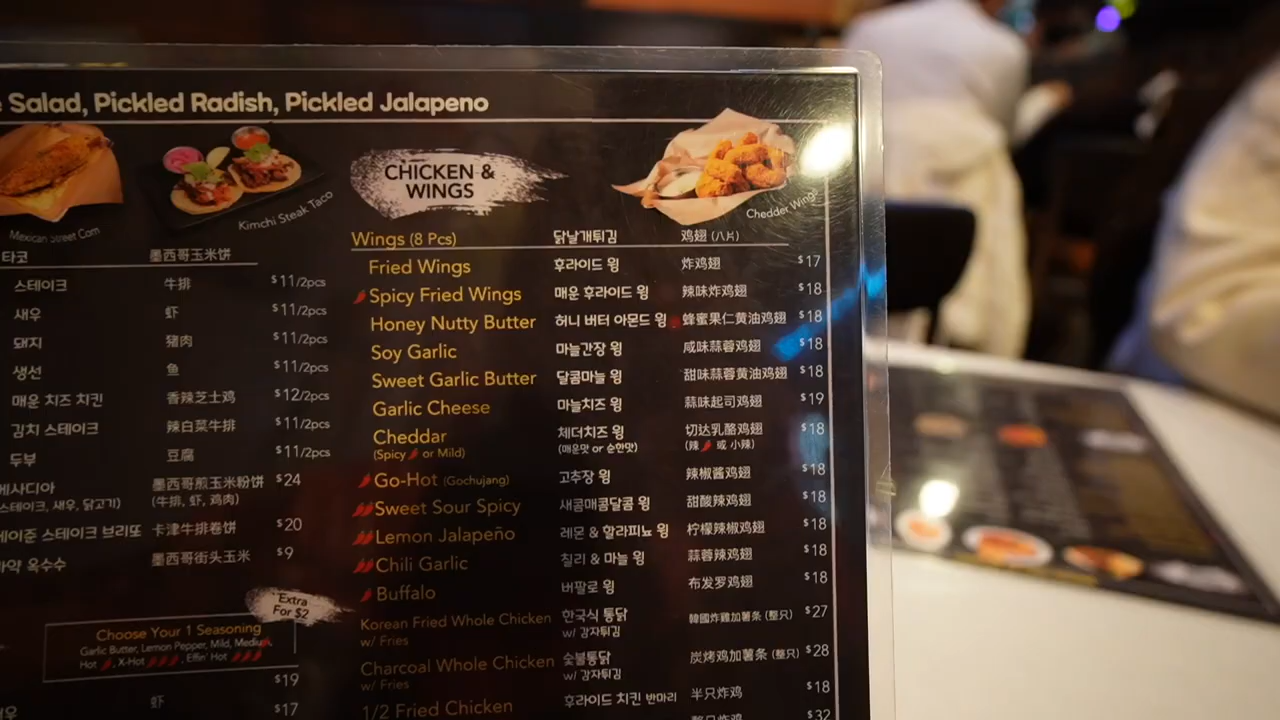 Salad, Pickled Radish, Pickled Jalapeno
Mexican Street Corn
Kimchi Steak Taco
타코 墨西哥玉米饼
스테이크 牛排 $11/2pcs
새우 虾 $11/2pcs
돼지 猪肉 $11/2pcs
생선 鱼 $11/2pcs
매운 치즈 치킨 香辣芝士鸡 $12/2pcs
김치 스테이크 辣白菜牛排 $11/2pcs
두부 豆腐 $11/2pcs
墨西哥煎玉米粉饼 $24
새우, 닭고기) (牛排, 虾, 鸡肉)
스테이크 브리또 卡津牛排卷饼 $20
옥수수 墨西哥街头玉米 $9
Extra
For $2
Choose Your 1 Seasoning
Garlic Butter, Lemon Pepper, Mild, Medium,
Hot, X-Hot, Effin' Hot
$19
虾 $17
CHICKEN &
WINGS
Chedder Wings
Wings (8 Pcs) 닭날개튀김 鸡翅 (八片)
Fried Wings 후라이드 윙 炸鸡翅 $17
Spicy Fried Wings 매운 후라이드 윙 辣味炸鸡翅 $18
Honey Nutty Butter 허니 버터 아몬드 윙 蜂蜜果仁黄油鸡翅 $18
Soy Garlic 마늘간장 윙 咸味蒜蓉鸡翅 $18
Sweet Garlic Butter 달콤마늘 윙 甜味蒜蓉黄油鸡翅 $18
Garlic Cheese 마늘치즈 윙 蒜味起司鸡翅 $19
Cheddar 체더치즈 윙 切达乳酪鸡翅 $18
(Spicy or Mild) (매운맛 or 순한맛) (辣 或 小辣)
Go-Hot (Gochujang) 고추장 윙 辣椒酱鸡翅 $18
Sweet Sour Spicy 새콤매콤달콤 윙 甜酸辣鸡翅 $18
Lemon Jalapeño 레몬 & 할라피뇨 윙 柠檬辣椒鸡翅 $18
Chili Garlic 칠리 & 마늘 윙 蒜蓉辣鸡翅 $18
Buffalo 버팔로 윙 布发罗鸡翅 $18
Korean Fried Whole Chicken 한국식 통닭 韓國炸雞加薯条 (整只) $27
w/ Fries w/ 감자튀김
Charcoal Whole Chicken 숯불통닭 炭烤鸡加薯条 (整只) $28
w/ Fries w/ 감자튀김
1/2 Fried Chicken 후라이드 치킨 반마리 半只炸鸡 $18
$32